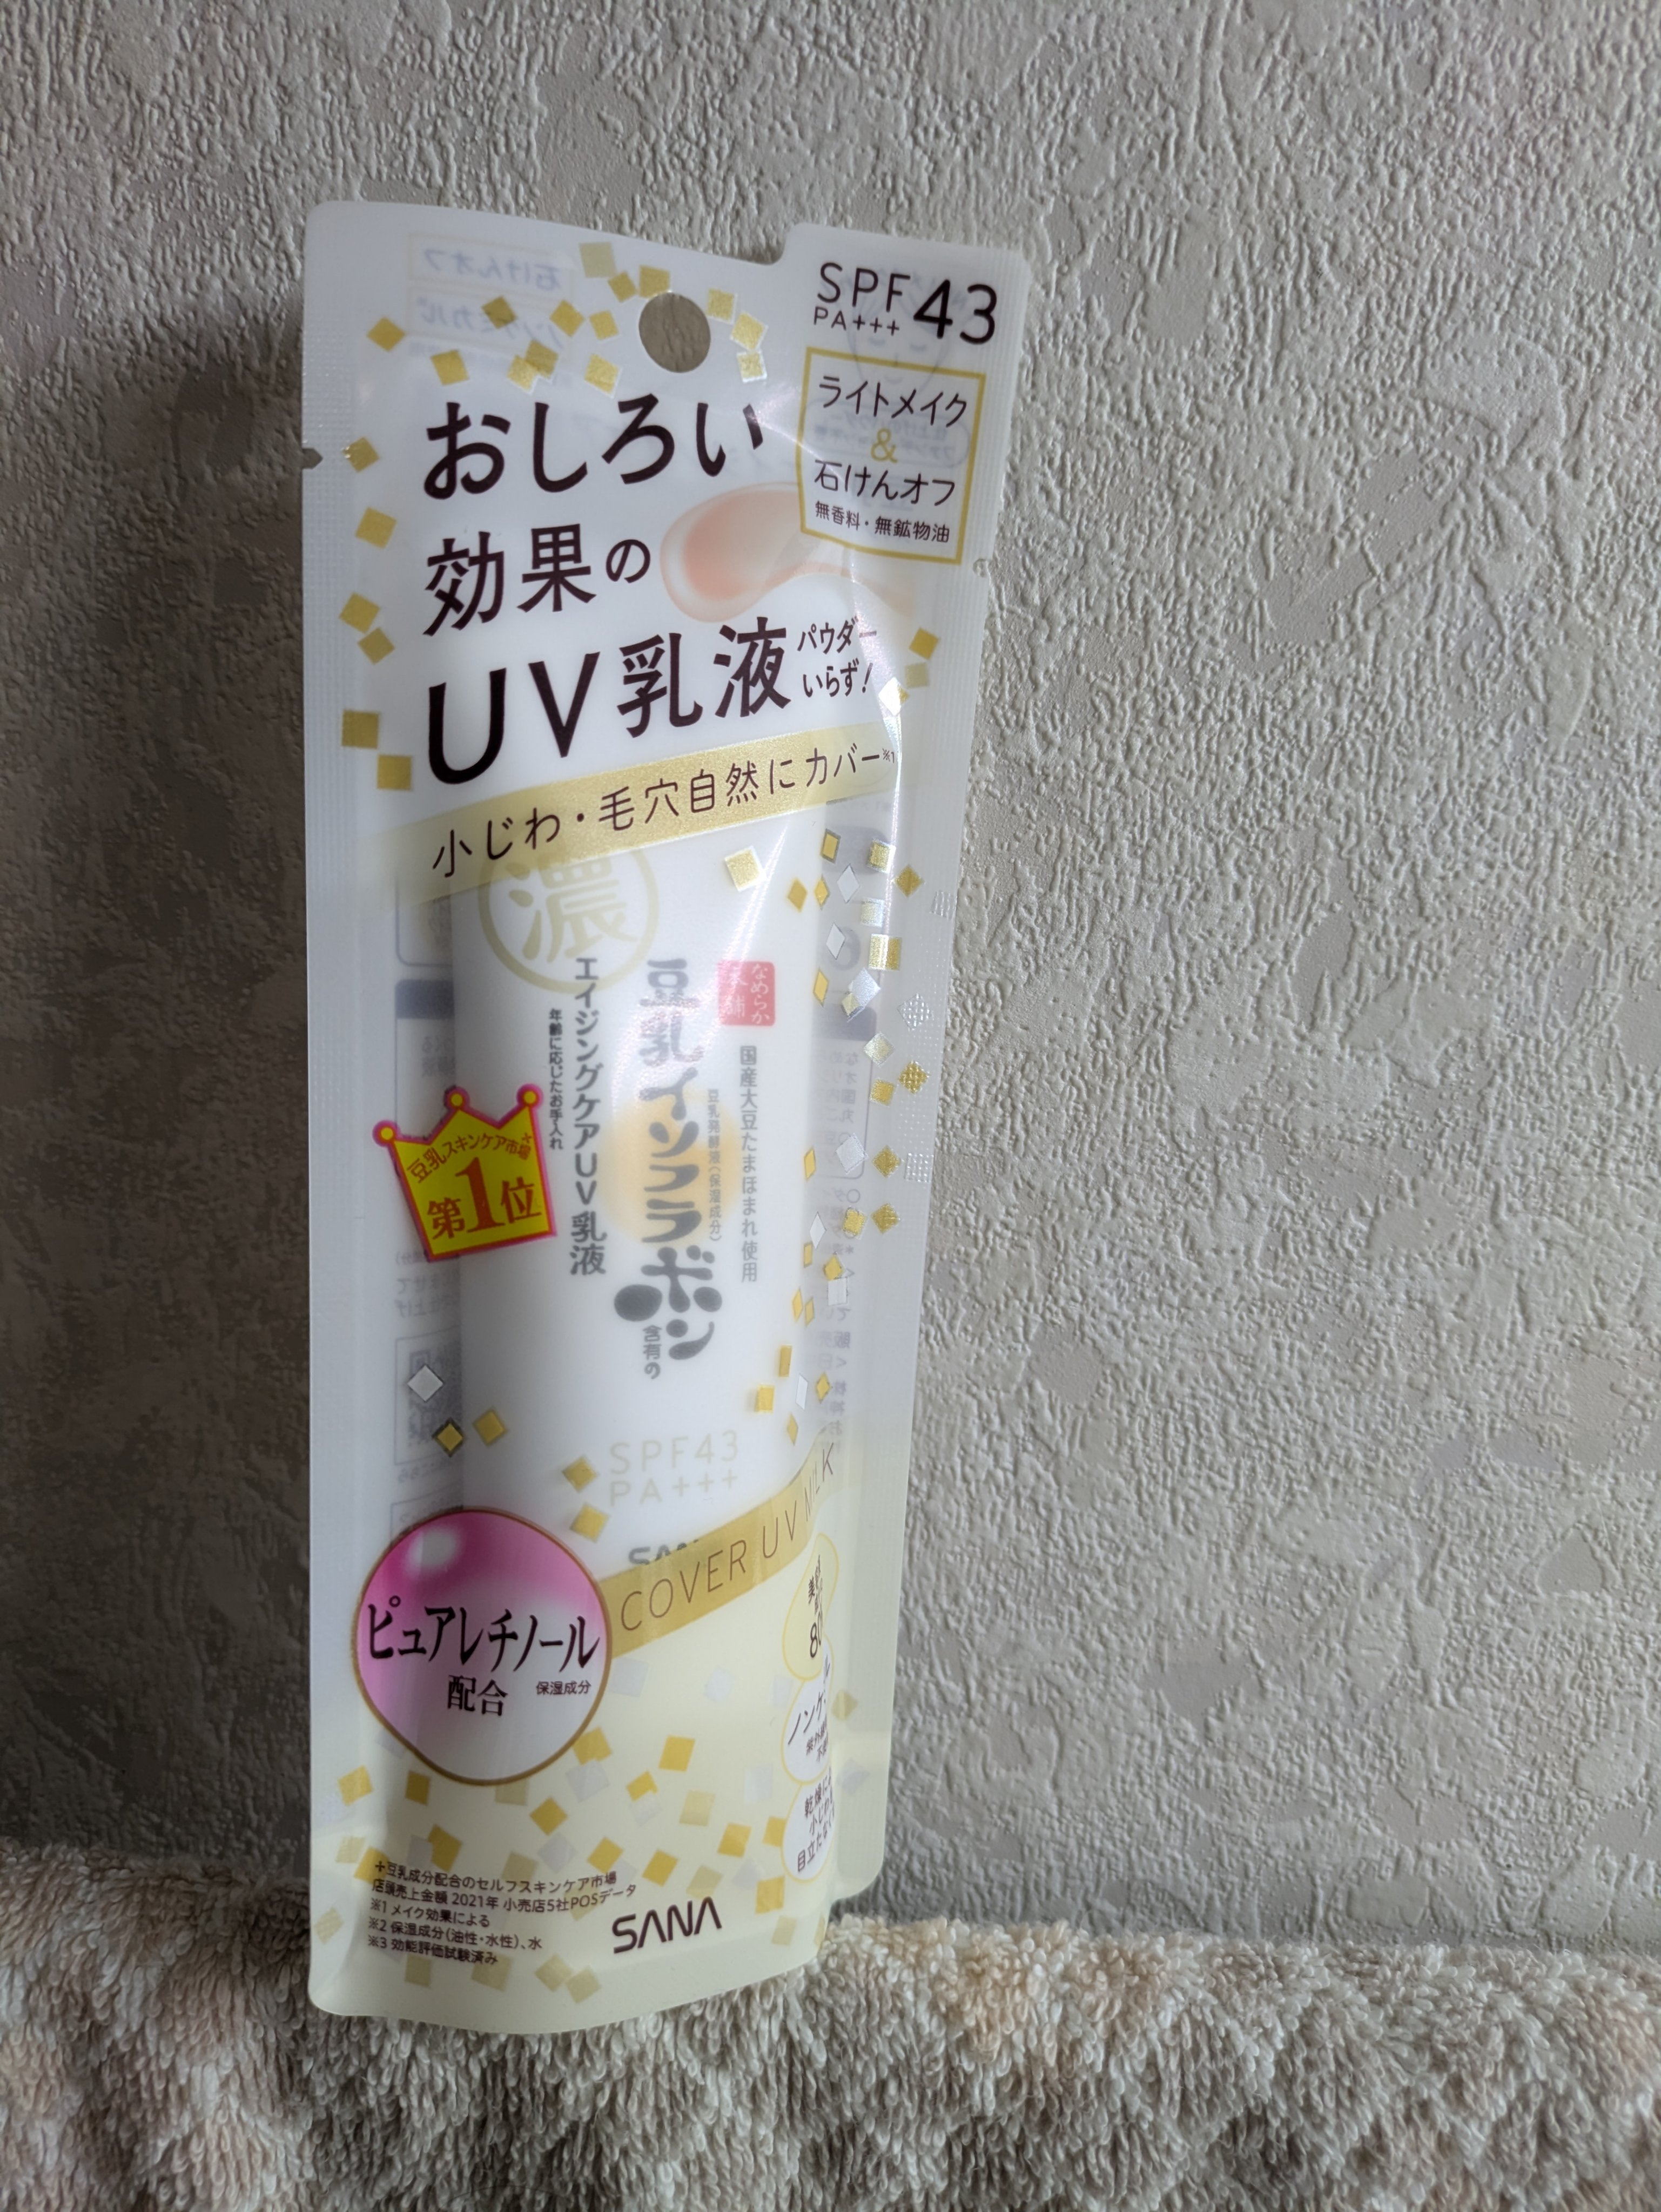 SPF43
PA+++
ライトメイク
&
石けんオフ
無香料・無鉱物油
おしろい
効果の
UV乳液
パウダー
いらず!
小じわ・毛穴自然にカバー※1
濃
なめらか
本舗
国産大豆たまほまれ使用
豆乳発酵液(保湿成分)
豆乳イソフラボン
含有の
エイジングケアUV乳液
年齢に応じたお手入れ
豆乳スキンケア市場
第1位
SPF43
PA+++
COVER UV MILK
ピュアレチノール
配合
保湿成分
+豆乳成分配合のセルフスキンケア市場
店頭売上金額 2021年 小売店5社POSデータ
※1 メイク効果による
※2 保湿成分(油性・水性)、水
※3 効能評価試験済み
SANA